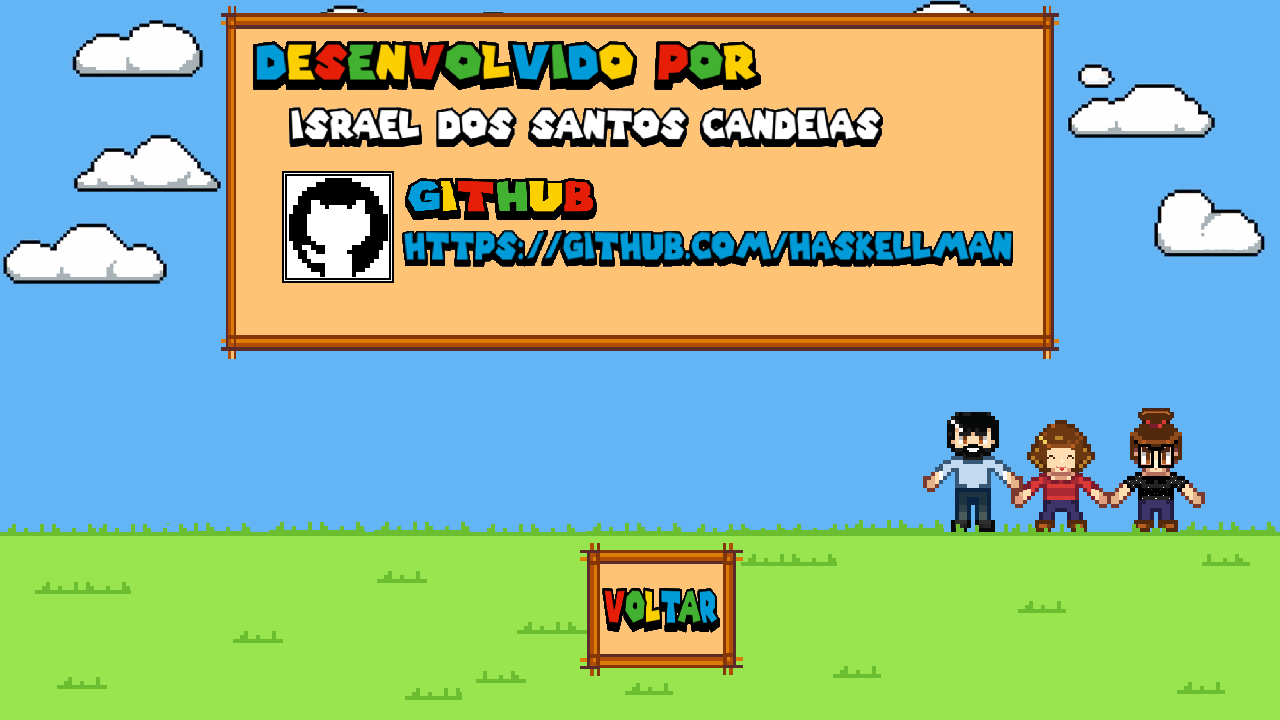 DESENVOLVIDO POR
ISRAEL DOS SANTOS CANDEIAS
GITHUB
HTTPS://GITHUB.COM/HASKELLMAN
VOLTAR